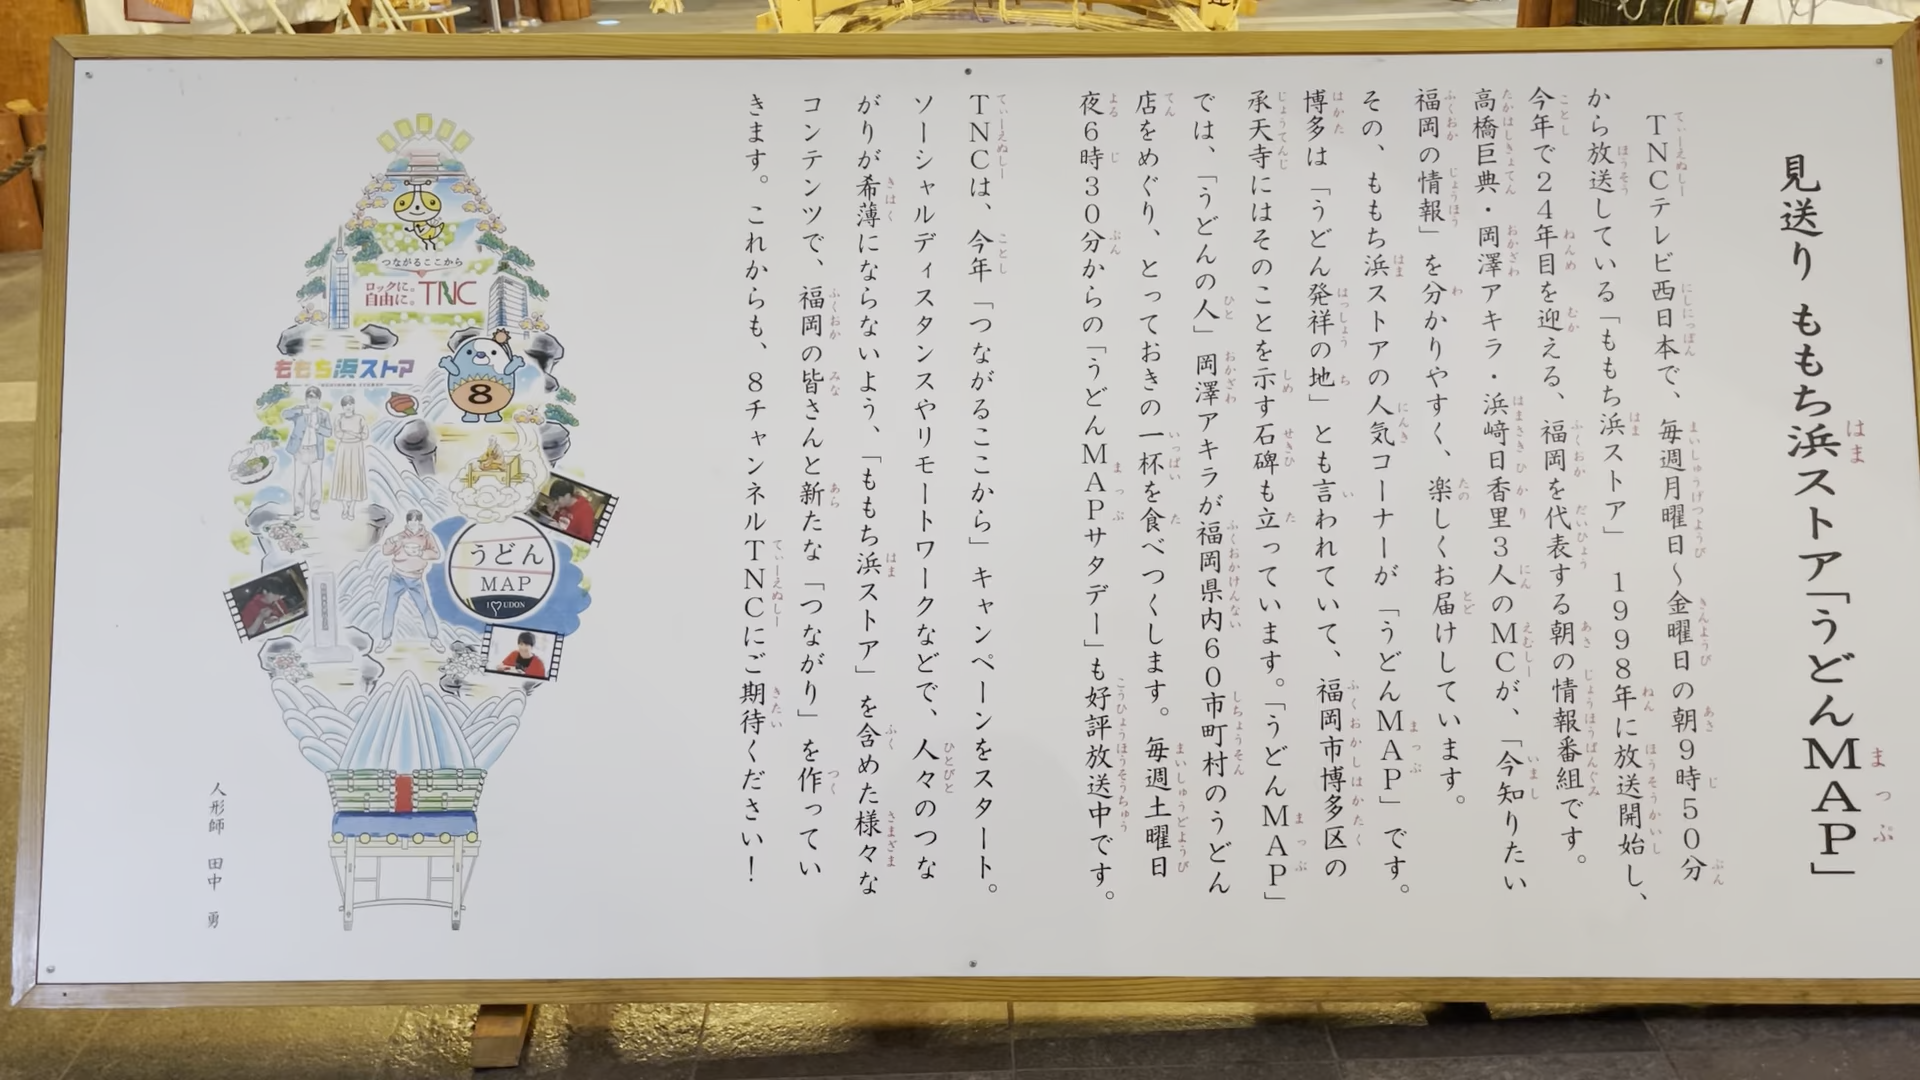 見送り ももち浜ストア「うどんMAP」
TNCテレビ西日本で、毎週月曜日～金曜日の朝9時50分
から放送している「ももち浜ストア」 1998年に放送開始し、
今年で24年目を迎える、福岡を代表する朝の情報番組です。
高橋巨典・岡澤アキラ・浜﨑日香里3人のMCが、「今知りたい
福岡の情報」を分かりやすく、楽しくお届けしています。
その、ももち浜ストアの人気コーナーが「うどんMAP」です。
博多は「うどん発祥の地」とも言われていて、福岡市博多区の
承天寺にはそのことを示す石碑も立っています。「うどんMAP」
では、「うどんの人」岡澤アキラが福岡県内60市町村のうどん
店をめぐり、とっておきの一杯を食べつくします。毎週土曜日
夜6時30分からの「うどんMAPサタデー」も好評放送中です。
TNCは、今年「つながるここから」キャンペーンをスタート。
ソーシャルディスタンスやリモートワークなどで、人々のつな
がりが希薄にならないよう、「ももち浜ストア」を含めた様々な
コンテンツで、福岡の皆さんと新たな「つながり」を作ってい
きます。これからも、8チャンネルTNCにご期待ください！
つながるここから
ロックに。
自由に。TNC
ももち浜ストア
8
うどん
MAP
I UDON
人形師 田中 勇